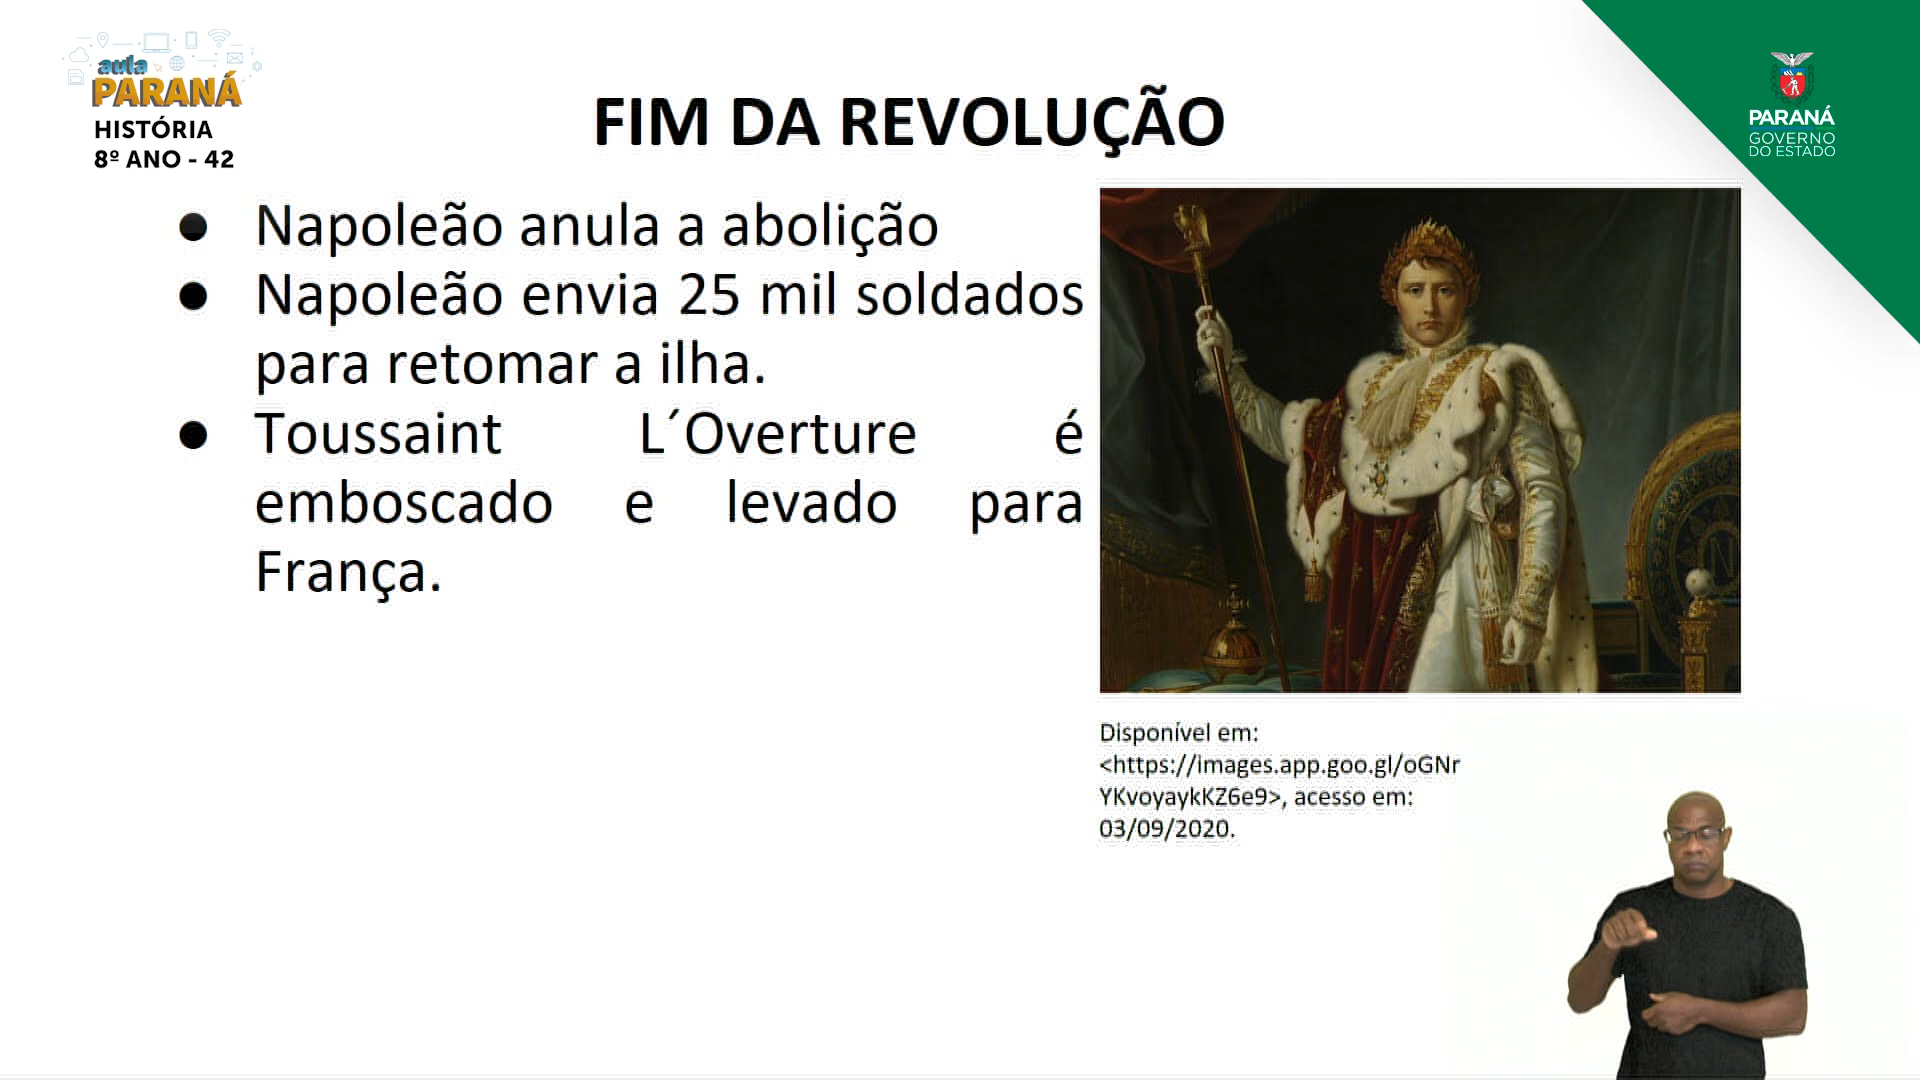 aula
PARANÁ
HISTÓRIA
8º ANO - 42
PARANÁ
GOVERNO
DO ESTADO
FIM DA REVOLUÇÃO
● Napoleão anula a abolição
● Napoleão envia 25 mil soldados
para retomar a ilha.
● Toussaint L´Overture é
emboscado e levado para
França.
Disponível em:
<https://images.app.goo.gl/oGNr
YKvoyaykKZ6e9>, acesso em:
03/09/2020.